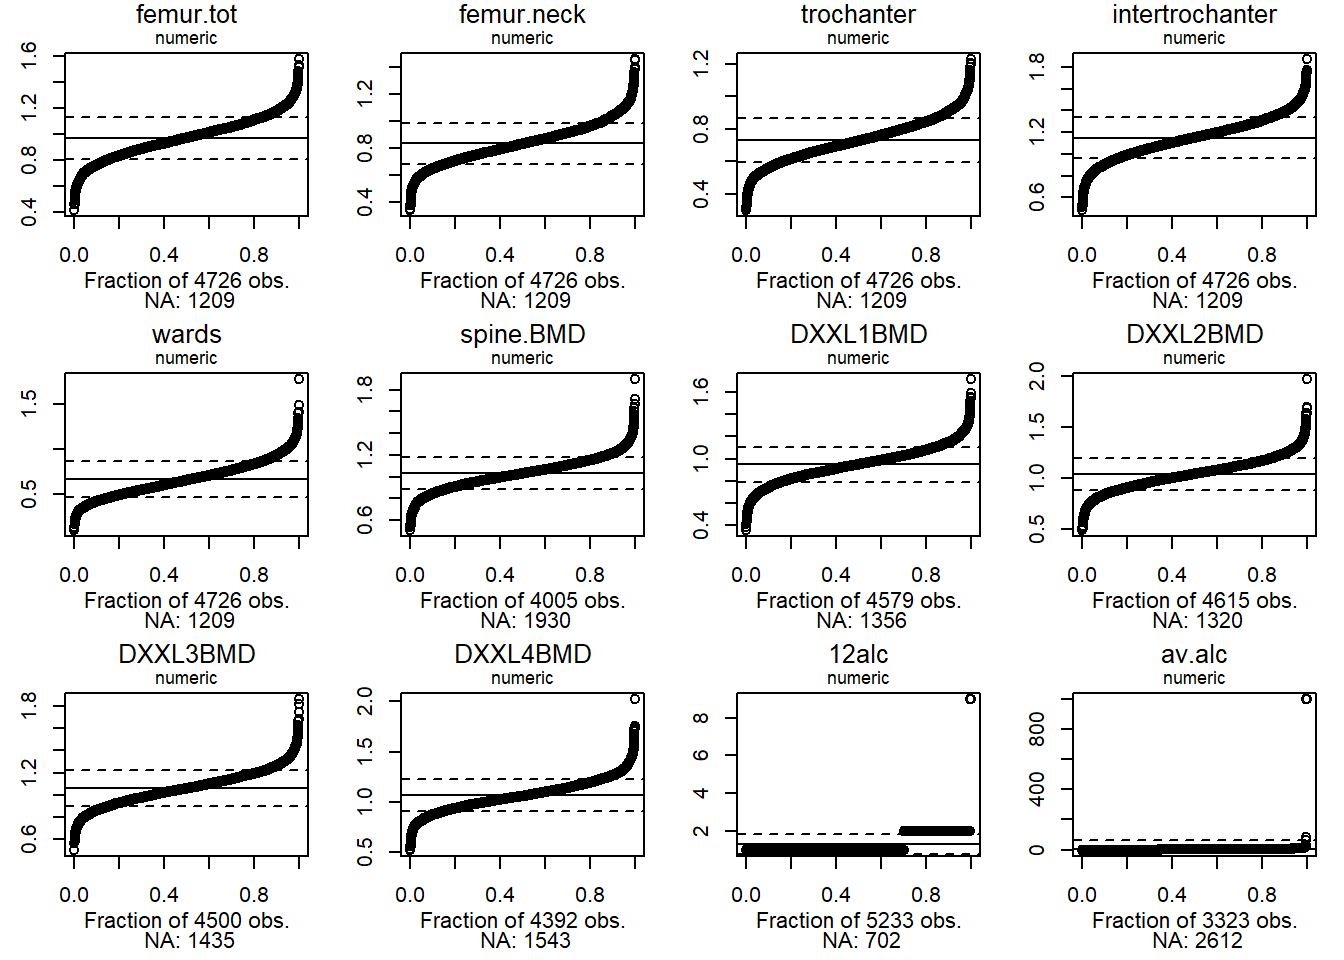 femur.tot
numeric
0.4 0.8 1.2 1.6
0.0 0.4 0.8
Fraction of 4726 obs.
NA: 1209
femur.neck
numeric
0.4 0.8 1.2
Fraction of 4726 obs.
NA: 1209
trochanter
numeric
0.4 0.8 1.2
0.0 0.4 0.8
Fraction of 4726 obs.
NA: 1209
intertrochanter
numeric
0.6 1.2 1.8
0.0 0.4 0.8
Fraction of 4726 obs.
NA: 1209
wards
numeric
0.5 1.5
0.0 0.4 0.8
Fraction of 4726 obs.
NA: 1209
spine.BMD
numeric
0.6 1.2 1.8
0.0 0.4 0.8
Fraction of 4005 obs.
NA: 1930
DXXL1BMD
numeric
0.4 1.0 1.6
0.0 0.4 0.8
Fraction of 4579 obs.
NA: 1356
DXXL2BMD
numeric
0.5 1.0 1.5 2.0
0.0 0.4 0.8
Fraction of 4615 obs.
NA: 1320
DXXL3BMD
numeric
0.6 1.2 1.8
0.0 0.4 0.8
Fraction of 4500 obs.
NA: 1435
DXXL4BMD
numeric
0.5 1.0 1.5 2.0
0.0 0.4 0.8
Fraction of 4392 obs.
NA: 1543
12alc
numeric
2 4 6 8
0.0 0.4 0.8
Fraction of 5233 obs.
NA: 702
av.alc
numeric
0 400 800
0.0 0.4 0.8
Fraction of 3323 obs.
NA: 2612